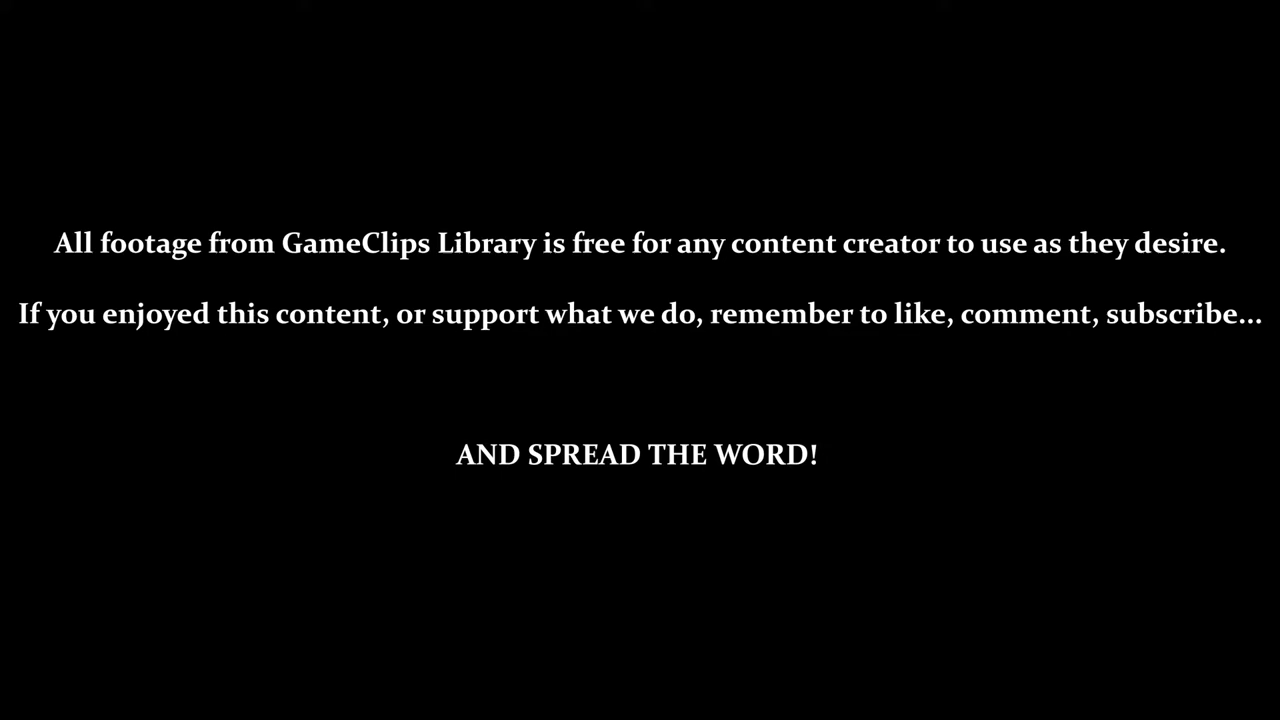 All footage from GameClips Library is free for any content creator to use as they desire.
If you enjoyed this content, or support what we do, remember to like, comment, subscribe...
AND SPREAD THE WORD!